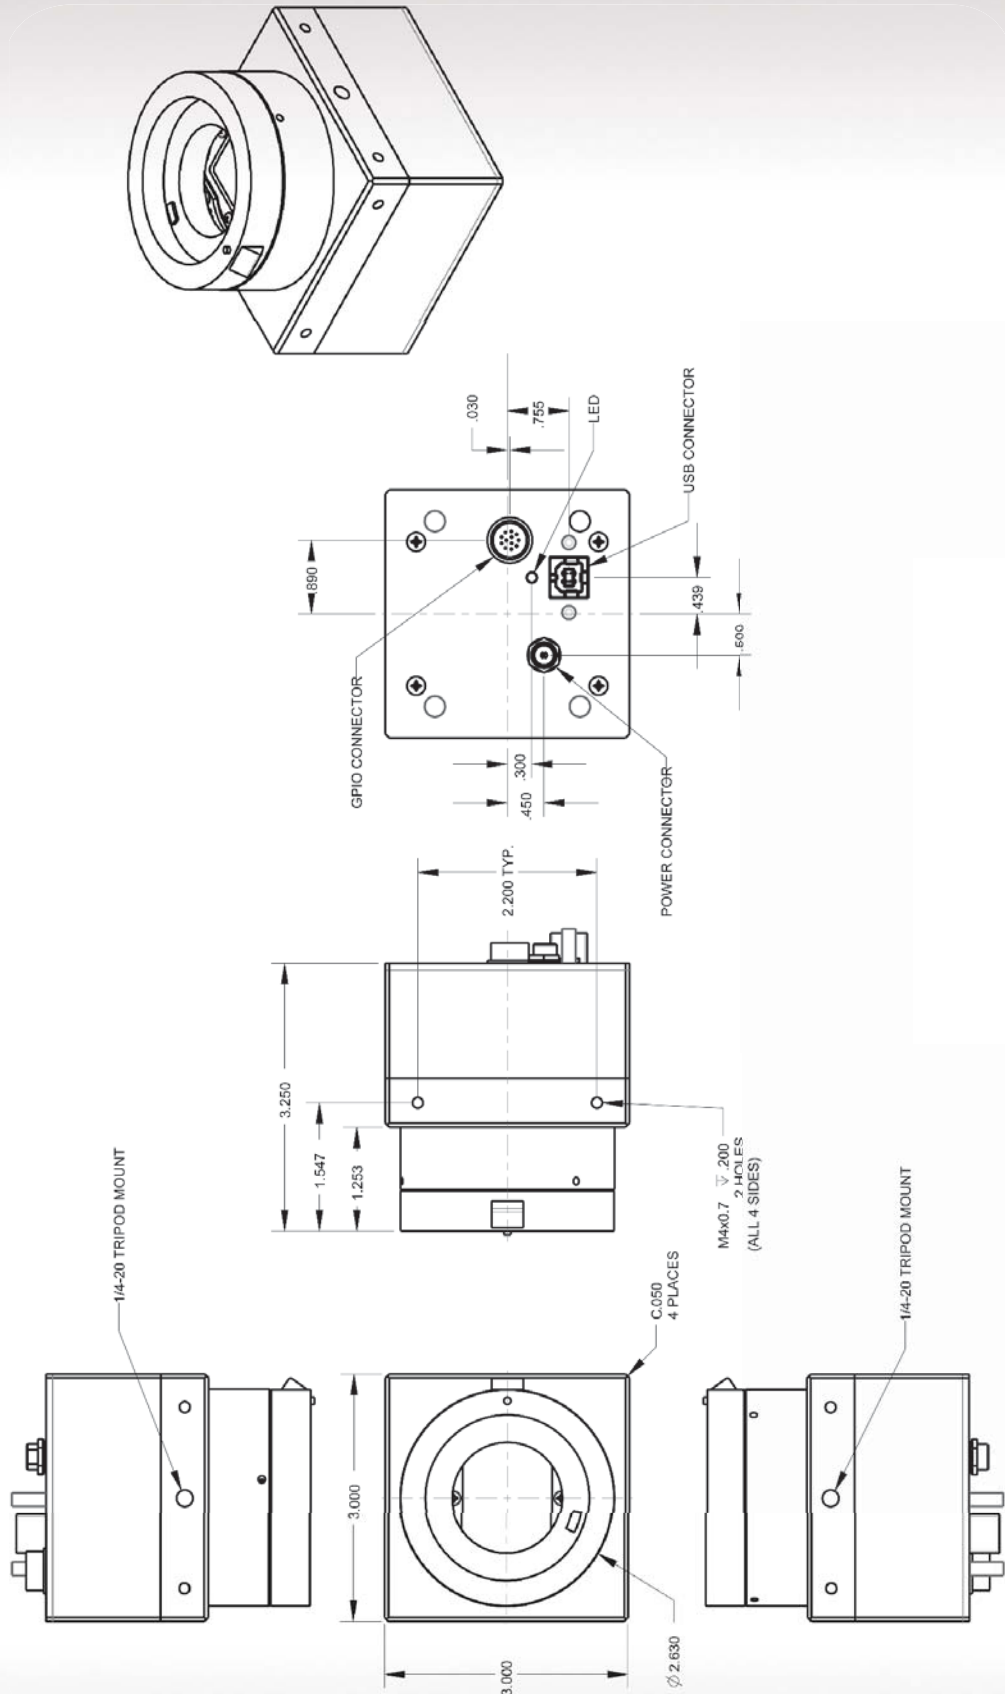 .030
.755
LED
USB CONNECTOR
.890
.439
.600
GPIO CONNECTOR
.300
.450
POWER CONNECTOR
2.200 TYP.
3.250
1.547
1.253
M4x0.7 ↧ .200
2 HOLES
(ALL 4 SIDES)
1/4-20 TRIPOD MOUNT
C.050
4 PLACES
1/4-20 TRIPOD MOUNT
3.000
3.000
Ø 2.630